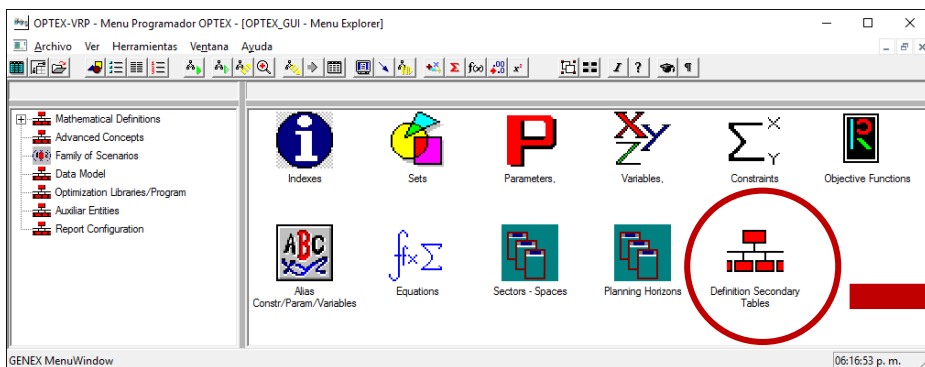 OPTEX-VRP - Menu Programador OPTEX - [OPTEX_GUI - Menu Explorer]
Archivo Ver Herramientas Ventana Ayuda
Mathematical Definitions
Advanced Concepts
Family of Scenarios
Data Model
Optimization Libraries/Program
Auxiliar Entities
Report Configuration
Indexes
Sets
Parameters,
Variables,
Constraints
Objective Functions
Alias
Constr/Param/Variables
Equations
Sectors - Spaces
Planning Horizons
Definition Secondary
Tables
GENEX MenuWindow
06:16:53 p. m.